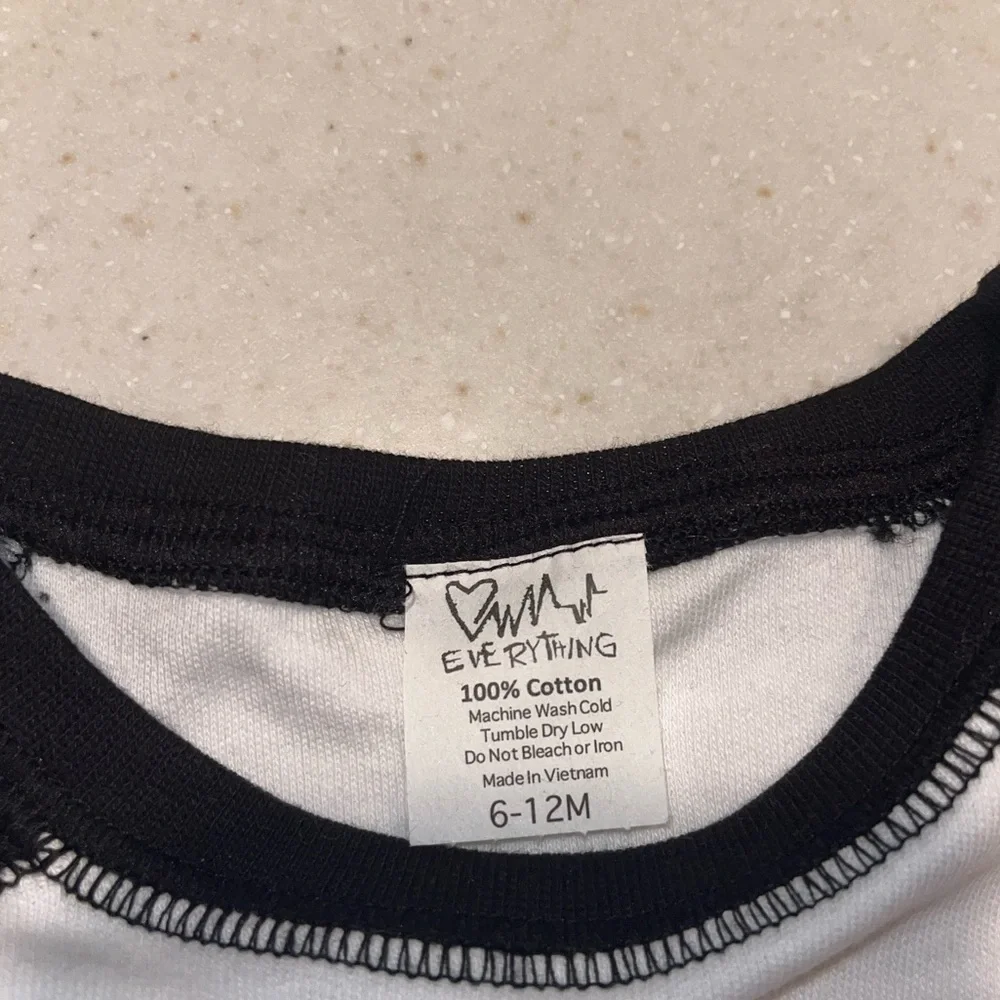 EVERYTHING
100% Cotton
Machine Wash Cold
Tumble Dry Low
Do Not Bleach or Iron
Made In Vietnam
6-12M